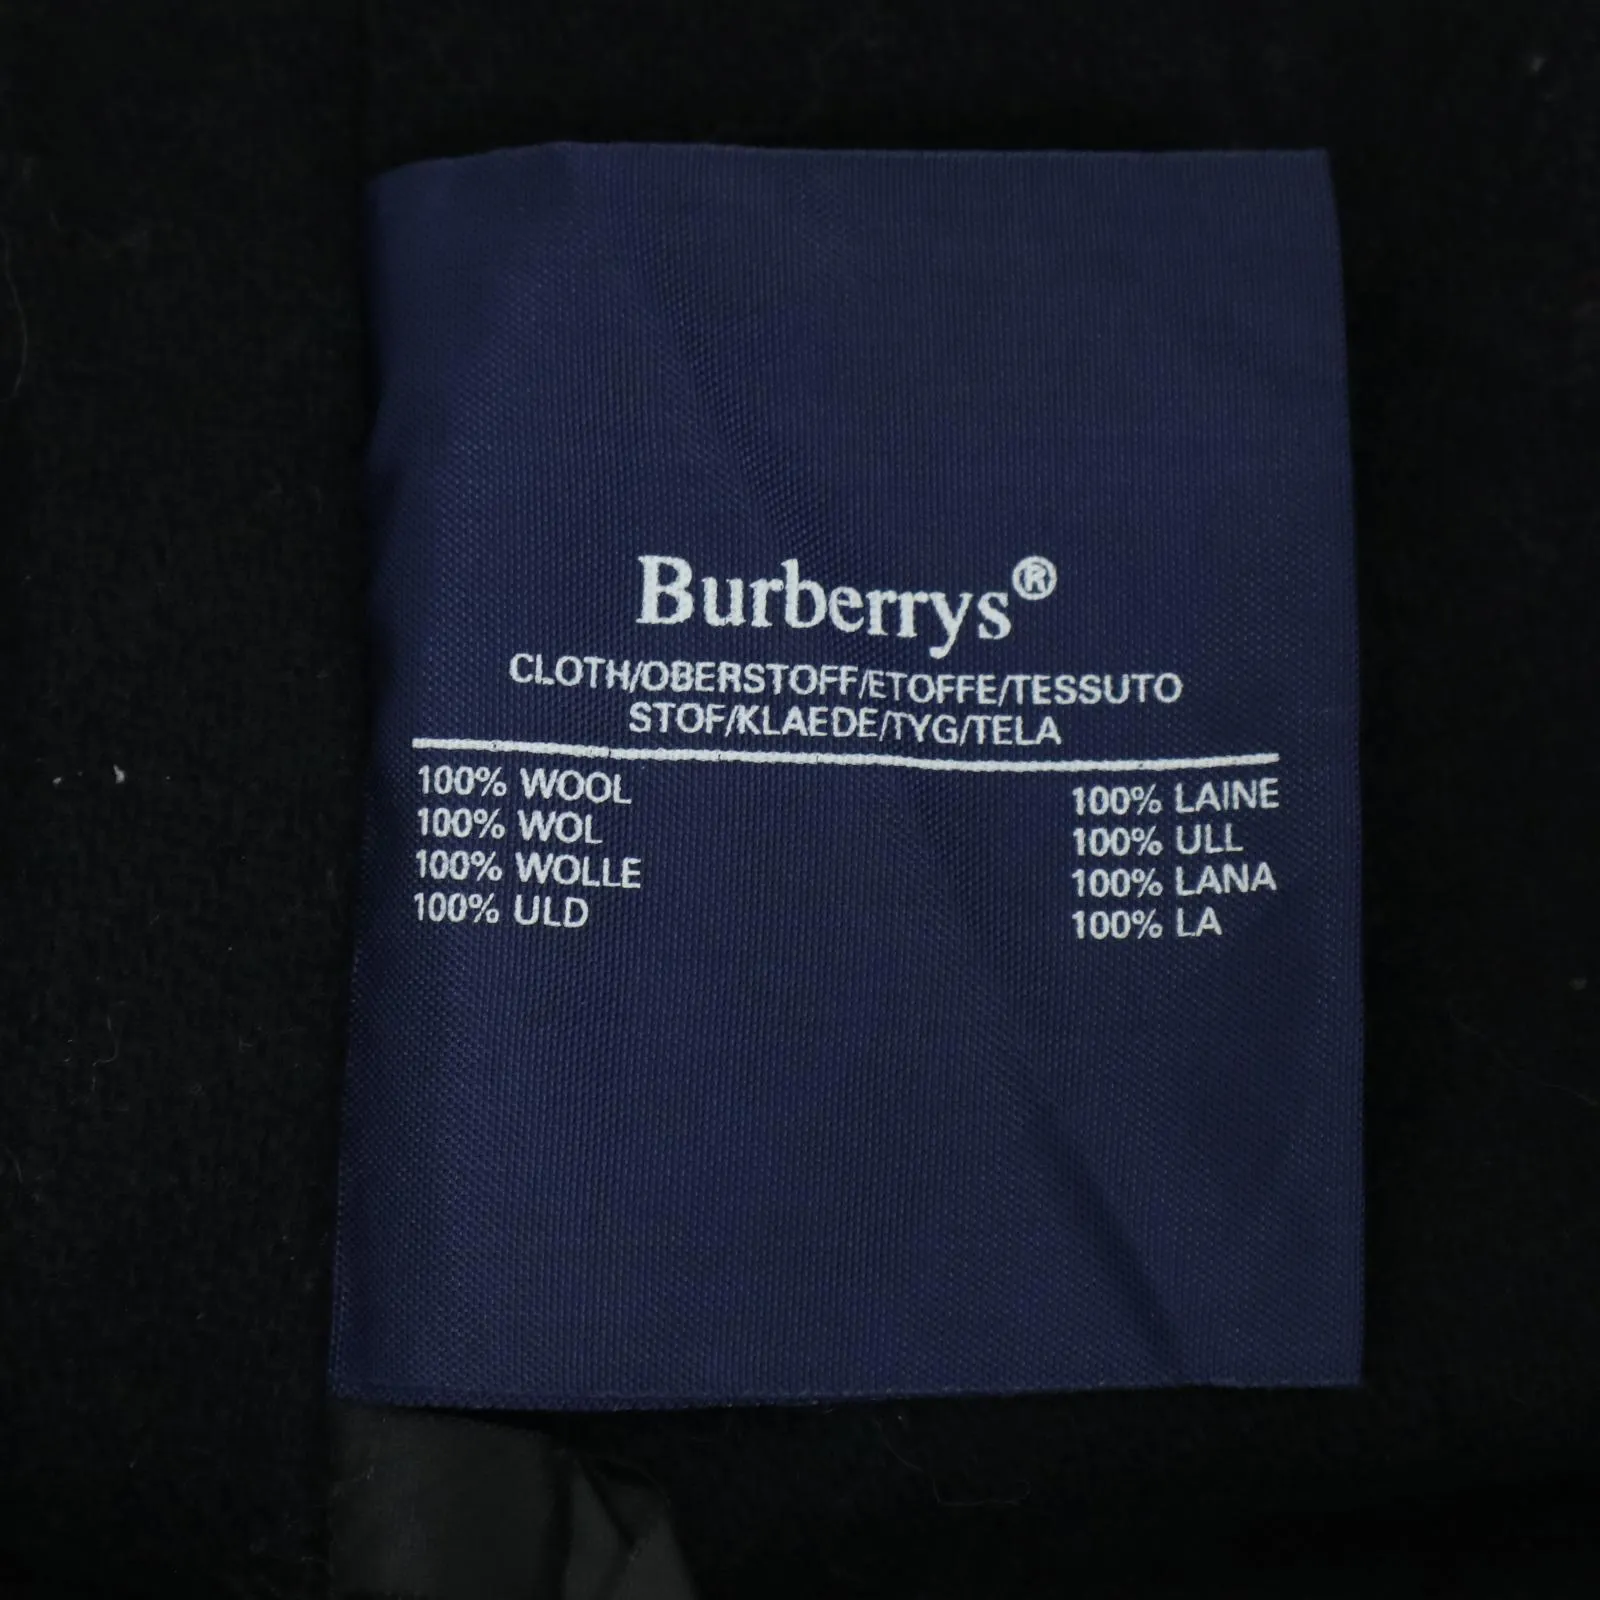 Burberrys®
CLOTH/OBERSTOFF/ETOFFE/TESSUTO
STOF/KLAEDE/TYG/TELA
100% WOOL
100% WOL
100% WOLLE
100% ULD
100% LAINE
100% ULL
100% LANA
100% LA